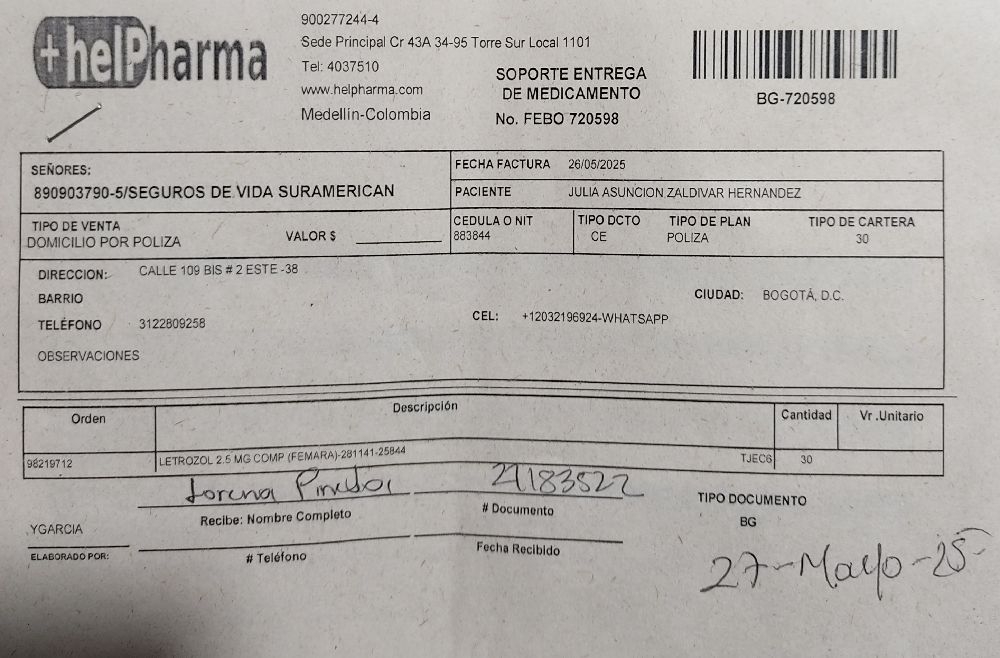 +helPharma
900277244-4
Sede Principal Cr 43A 34-95 Torre Sur Local 1101
Tel: 4037510
www.helpharma.com
Medellín-Colombia
SOPORTE ENTREGA
DE MEDICAMENTO
No. FEBO 720598
BG-720598
SEÑORES:
890903790-5/SEGUROS DE VIDA SURAMERICAN
FECHA FACTURA 26/05/2025
PACIENTE JULIA ASUNCION ZALDIVAR HERNANDEZ
TIPO DE VENTA
DOMICILIO POR POLIZA
VALOR $
CEDULA O NIT
883844
TIPO DCTO
CE
TIPO DE PLAN
POLIZA
TIPO DE CARTERA
30
DIRECCION: CALLE 109 BIS # 2 ESTE -38
BARRIO
CIUDAD: BOGOTÁ, D.C.
TELÉFONO 3122809258
CEL: +12032196924-WHATSAPP
OBSERVACIONES
Orden Descripción Cantidad Vr .Unitario
98219712 LETROZOL 2.5 MG COMP (FEMARA)-281141-25844 TJEC6 30
Lorena
Recibe: Nombre Completo
# Documento
TIPO DOCUMENTO
BG
YGARCIA
ELABORADO POR:
# Teléfono
Fecha Recibido
27-Mayo-25